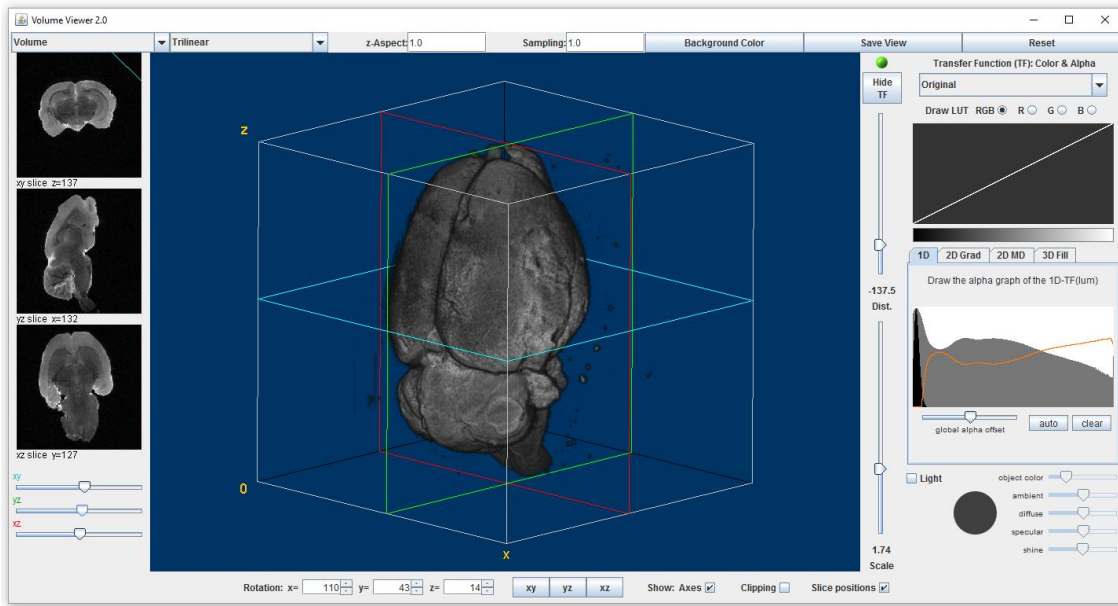 Volume Viewer 2.0
Volume Trilinear z-Aspect: 1.0 Sampling: 1.0 Background Color Save View Reset
xy slice z=137
yz slice x=132
xz slice y=127
xy
yz
xz
z
0
x
Hide TF
-137.5
Dist.
1.74
Scale
Transfer Function (TF): Color & Alpha
Original
Draw LUT RGB R G B
1D 2D Grad 2D MD 3D Fill
Draw the alpha graph of the 1D-TF(lum)
global alpha offset auto clear
Light
object color
ambient
diffuse
specular
shine
Rotation: x= 110 y= 43 z= 14 xy yz xz Show: Axes Clipping Slice positions